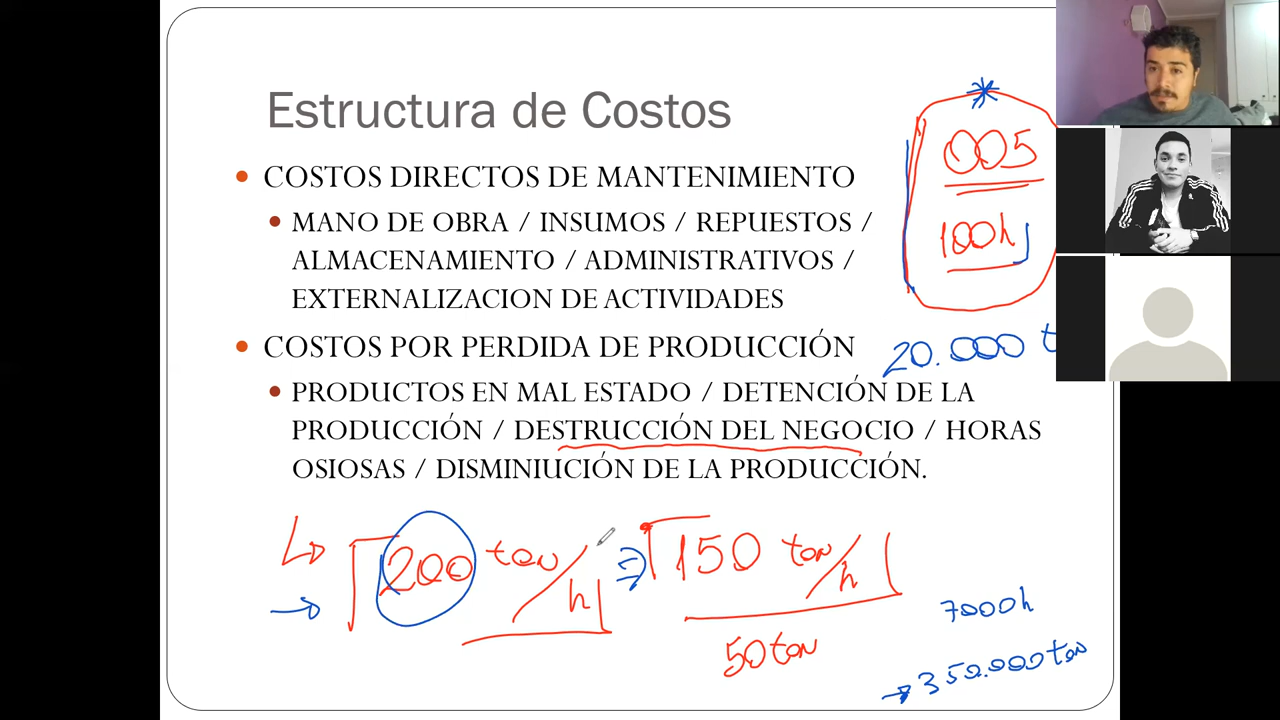 Estructura de Costos
• COSTOS DIRECTOS DE MANTENIMIENTO
• MANO DE OBRA / INSUMOS / REPUESTOS /
ALMACENAMIENTO / ADMINISTRATIVOS /
EXTERNALIZACION DE ACTIVIDADES
• COSTOS POR PERDIDA DE PRODUCCIÓN
• PRODUCTOS EN MAL ESTADO / DETENCIÓN DE LA
PRODUCCIÓN / DESTRUCCIÓN DEL NEGOCIO / HORAS
OSIOSAS / DISMINIUCIÓN DE LA PRODUCCIÓN.
005
100h
20.000 t
200 ton/h ⇒ 150 ton/h
50 ton
7000h
→ 350.000 ton